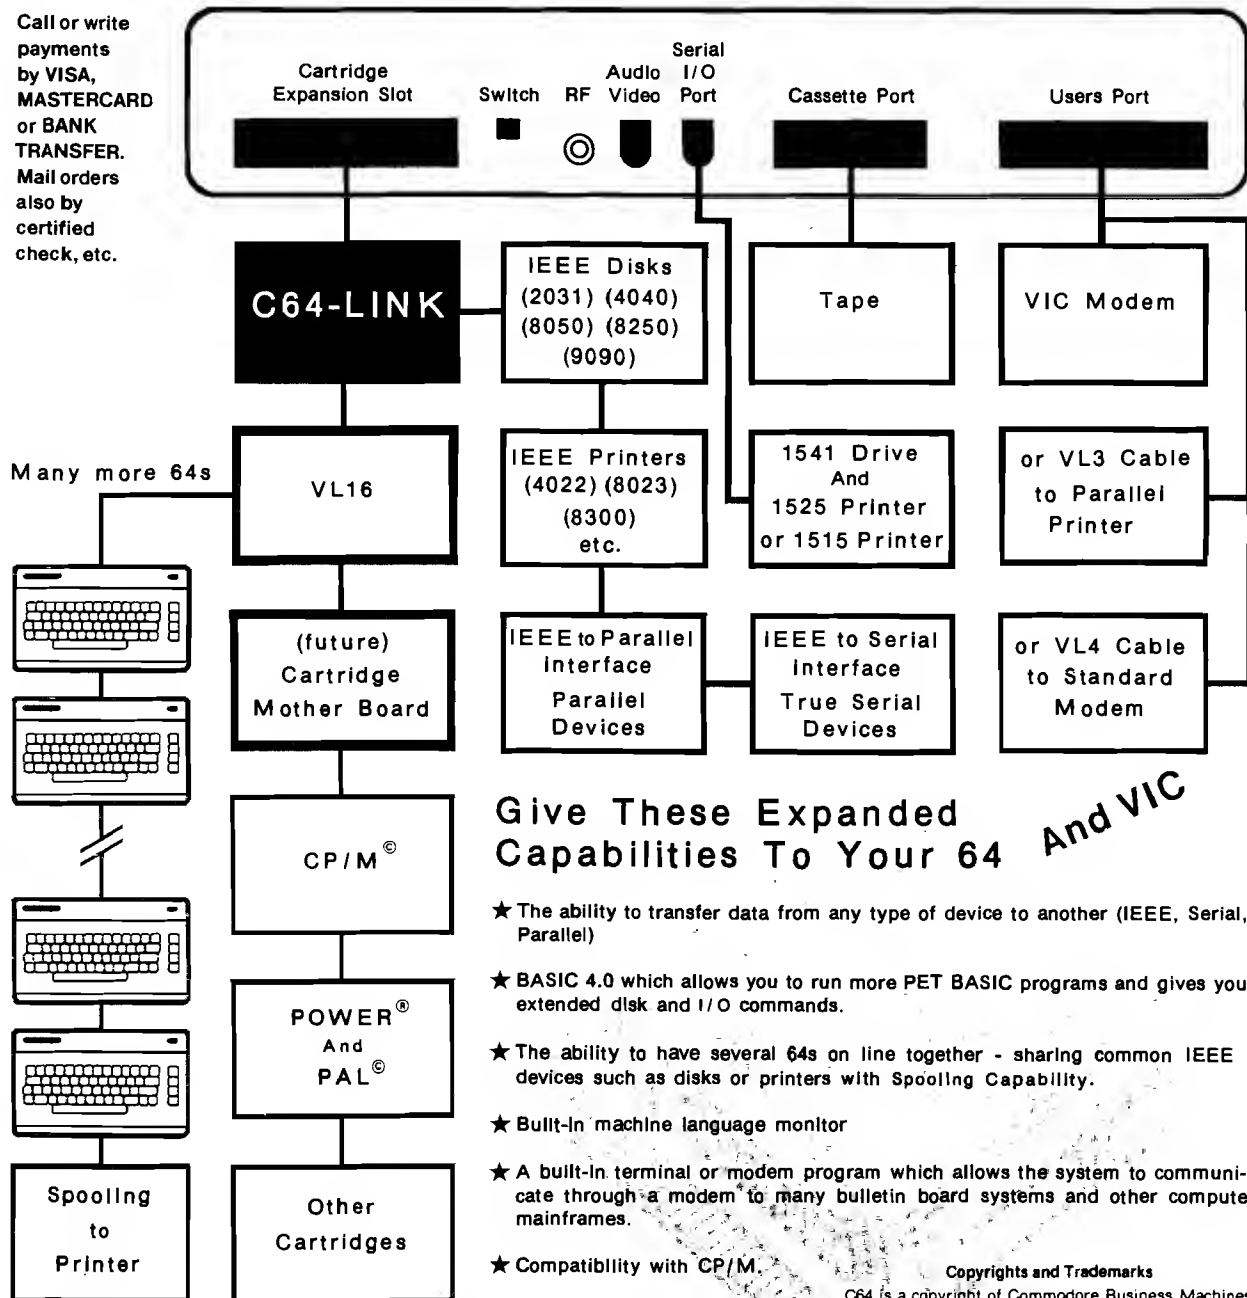 Call or write
payments
by VISA,
MASTERCARD
or BANK
TRANSFER.
Mail orders
also by
certified
check, etc.
Cartridge
Expansion Slot
Switch
RF
Audio
Video
Serial
I/O
Port
Cassette Port
Users Port
C64-LINK
IEEE Disks
(2031) (4040)
(8050) (8250)
(9090)
Tape
VIC Modem
Many more 64s
VL16
IEEE Printers
(4022) (8023)
(8300)
etc.
1541 Drive
And
1525 Printer
or 1515 Printer
or VL3 Cable
to Parallel
Printer
(future)
Cartridge
Mother Board
IEEE to Parallel
interface
Parallel
Devices
IEEE to Serial
interface
True Serial
Devices
or VL4 Cable
to Standard
Modem
CP/M©
POWER®
And
PAL©
Spooling
to
Printer
Other
Cartridges
Give These Expanded
Capabilities To Your 64
And VIC
★ The ability to transfer data from any type of device to another (IEEE, Serial,
Parallel)
★ BASIC 4.0 which allows you to run more PET BASIC programs and gives you
extended disk and I/O commands.
★ The ability to have several 64s on line together - sharing common IEEE
devices such as disks or printers with Spooling Capability.
★ Built-in machine language monitor
★ A built-in terminal or modem program which allows the system to communi-
cate through a modem to many bulletin board systems and other compute
mainframes.
★ Compatibility with CP/M.
Copyrights and Trademarks
C64 is a copyright of Commodore Business Machines